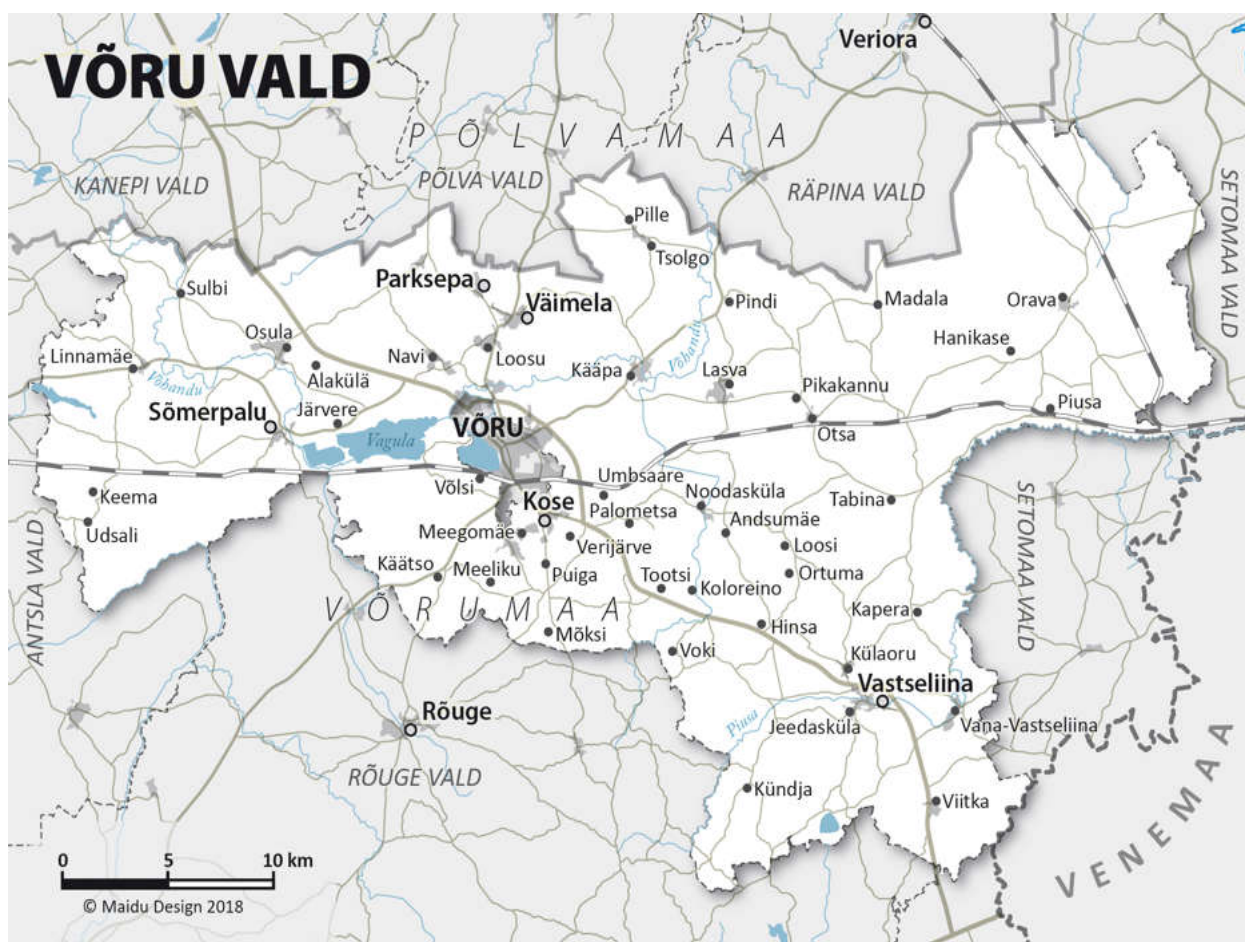 VÕRU VALD
Veriora
PÕLVAMAA
KANEPI VALD
PÕLVA VALD
RÄPINA VALD
SETOMAA VALD
Pille
Tsolgo
Parksepa
Sulbi
Väimela
Pindi
Madala
Orava
Osula
Navi
Loosu
Hanikase
Linnamäe
Alakülä
Kääpa
Võhandu
Lasva
Võhandu
Pikakannu
Sõmerpalu
Järvere
VÕRU
Piusa
Vagula
Otsa
Umbsaare
Võlsi
Keema
Kose
Noodasküla
Tabina
SETOMAA VALD
Palometsa
Udsali
Meegomäe
Andsumäe
Verijärve
Loosi
ANTSLA VALD
Käätso
Meeliku
Puiga
Tootsi
Koloreino
Ortuma
VÕRUMAA
Kapera
Mõksi
Hinsa
Voki
Külaoru
Vastseliina
Rõuge
Piusa
Jeedasküla
Vana-Vastseliina
RÕUGE VALD
Kündja
Viitka
VENEMAA
0 5 10 km
© Maidu Design 2018